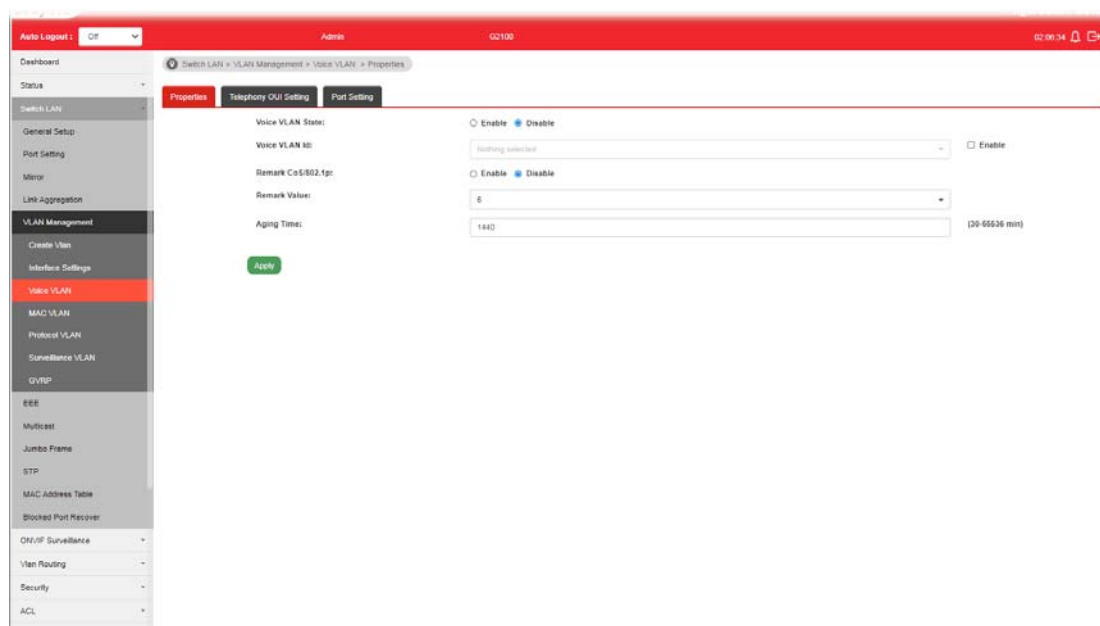 Auto Logout : Off Admin G2100 02:06:34
Dashboard
Status
Switch LAN
General Setup
Port Setting
Mirror
Link Aggregation
VLAN Management
Create Vlan
Interface Settings
Voice VLAN
MAC VLAN
Protocol VLAN
Surveillance VLAN
GVRP
EEE
Multicast
Jumbo Frame
STP
MAC Address Table
Blocked Port Recover
ONVIF Surveillance
Vlan Routing
Security
ACL
Switch LAN » VLAN Management » Voice VLAN » Properties
Properties Telephony OUI Setting Port Setting
Voice VLAN State: Enable Disable
Voice VLAN Id: Nothing selected Enable
Remark CoS/802.1p: Enable Disable
Remark Value: 6
Aging Time: 1440 (30-65536 min)
Apply